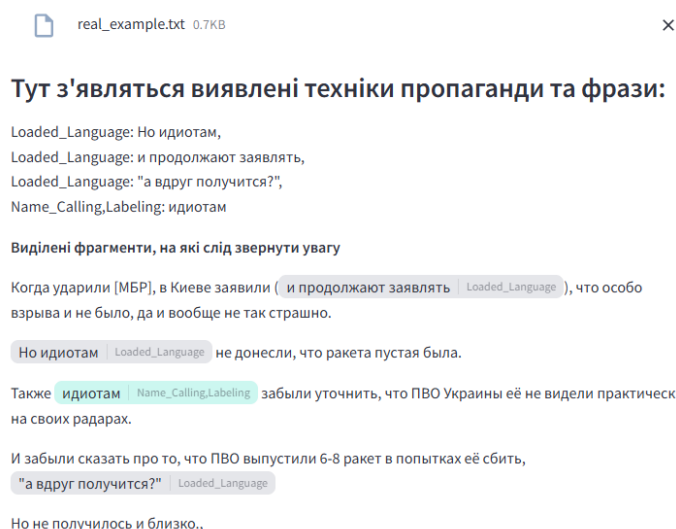 real_example.txt 0.7KB
Тут з'являться виявлені техніки пропаганди та фрази:
Loaded_Language: Но идиотам,
Loaded_Language: и продолжают заявлять,
Loaded_Language: "а вдруг получится?",
Name_Calling,Labeling: идиотам
Виділені фрагменти, на які слід звернути увагу
Когда ударили [МБР], в Киеве заявили ( и продолжают заявлять Loaded_Language ), что особо
взрыва и не было, да и вообще не так страшно.
Но идиотам Loaded_Language не донесли, что ракета пустая была.
Также идиотам Name_Calling,Labeling забыли уточнить, что ПВО Украины её не видели практическ
на своих радарах.
И забыли сказать про то, что ПВО выпустили 6-8 ракет в попытках её сбить,
"а вдруг получится?" Loaded_Language
Но не получилось и близко.,